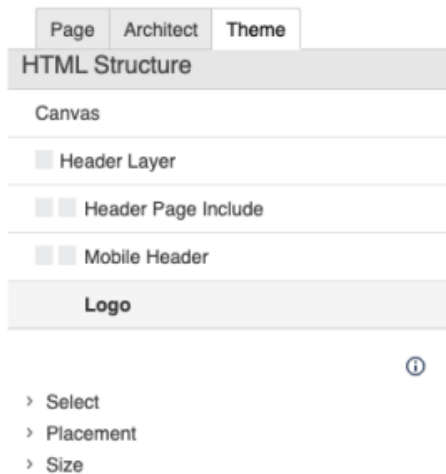 Page Architect Theme
HTML Structure
Canvas
Header Layer
Header Page Include
Mobile Header
Logo
Select
Placement
Size